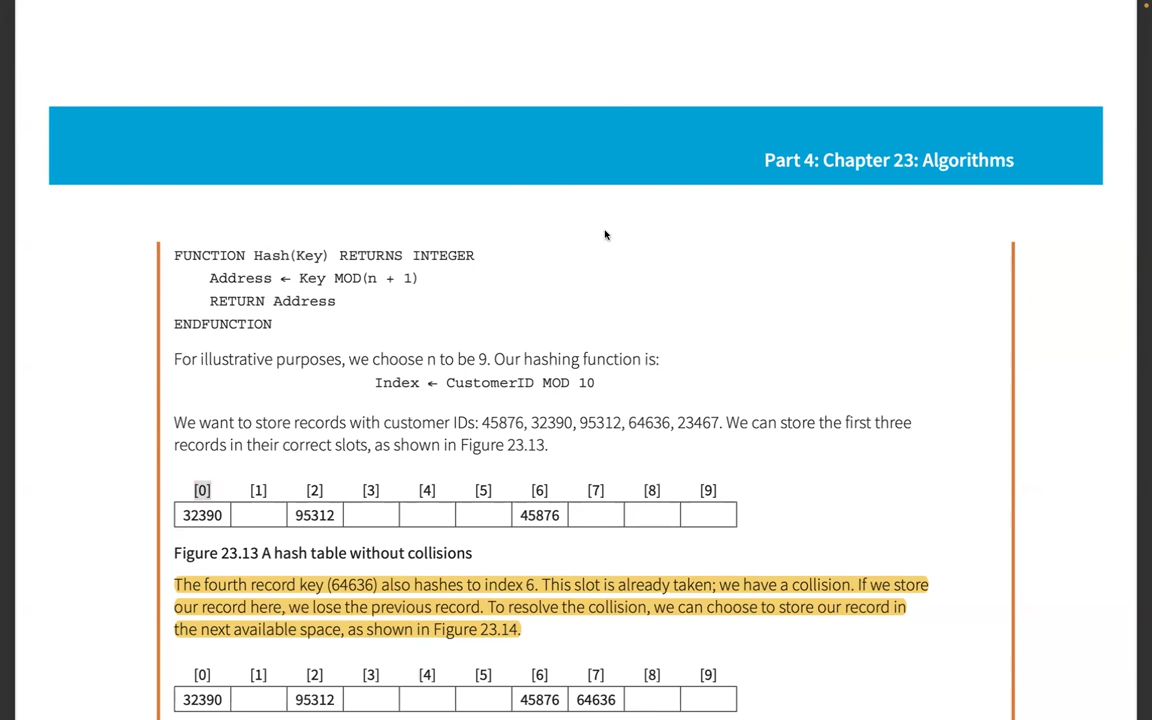 Part 4: Chapter 23: Algorithms
FUNCTION Hash(Key) RETURNS INTEGER
Address ← Key MOD(n + 1)
RETURN Address
ENDFUNCTION
For illustrative purposes, we choose n to be 9. Our hashing function is:
Index ← CustomerID MOD 10
We want to store records with customer IDs: 45876, 32390, 95312, 64636, 23467. We can store the first three
records in their correct slots, as shown in Figure 23.13.
[0] [1] [2] [3] [4] [5] [6] [7] [8] [9]
32390 95312 45876
Figure 23.13 A hash table without collisions
The fourth record key (64636) also hashes to index 6. This slot is already taken; we have a collision. If we store
our record here, we lose the previous record. To resolve the collision, we can choose to store our record in
the next available space, as shown in Figure 23.14.
[0] [1] [2] [3] [4] [5] [6] [7] [8] [9]
32390 95312 45876 64636